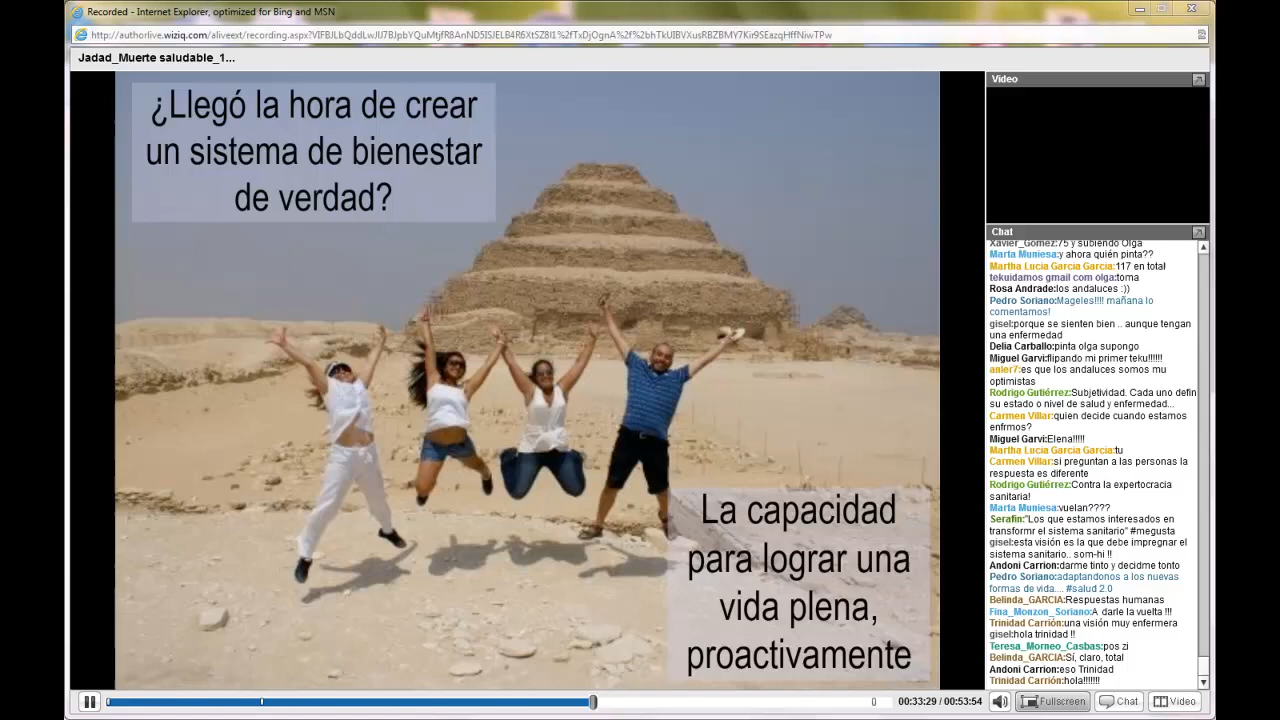 Recorded - Internet Explorer, optimized for Bing and MSN
Jadad_Muerte saludable_1...
¿Llegó la hora de crear
un sistema de bienestar
de verdad?
La capacidad
para lograr una
vida plena,
proactivamente
Video
Chat
Xavier_Gomez:75 y subiendo Olga
Marta Muniesa:y ahora quién pinta??
Martha Lucia Garcia Garcia:117 en total
tekuidamos gmail com olga:toma
Rosa Andrade:los andaluces :))
Pedro Soriano:Mageles!!!! mañana lo
comentamos!
gisel:porque se sienten bien .. aunque tengan
una enfermedad
Delia Carballo:pinta olga supongo
Miguel Garvi:flipando mi primer teku!!!!!!
anler7:es que los andaluces somos mu
optimistas
Rodrigo Gutiérrez:Subjetividad. Cada uno defin
su estado o nivel de salud y enfermedad...
Carmen Villar:quien decide cuando estamos
enfrmos?
Miguel Garvi:Elena!!!!!
Martha Lucia Garcia Garcia:tu
Carmen Villar:si preguntan a las personas la
respuesta es diferente
Rodrigo Gutiérrez:Contra la expertocracia
sanitaria!
Marta Muniesa:vuelan????
Serafin:"Los que estamos interesados en
transformr el sistema sanitario" #megusta
gisel:esta visión es la que debe impregnar el
sistema sanitario.. som-hi !!
Andoni Carrion:darme tinto y decidme tonto
Pedro Soriano:adaptandonos a los nuevas
formas de vida.... #salud 2.0
Belinda_GARCIA:Respuestas humanas
Fina_Monzon_Soriano:A darle la vuelta !!!
Trinidad Carrión:una visión muy enfermera
gisel:hola trinidad !!
Teresa_Morneo_Casbas:pos zi
Belinda_GARCIA:Sí, claro, total
Andoni Carrion:eso Trinidad
Trinidad Carrión:hola!!!!!!!
00:33:29 / 00:53:54
Fullscreen
Chat
Video